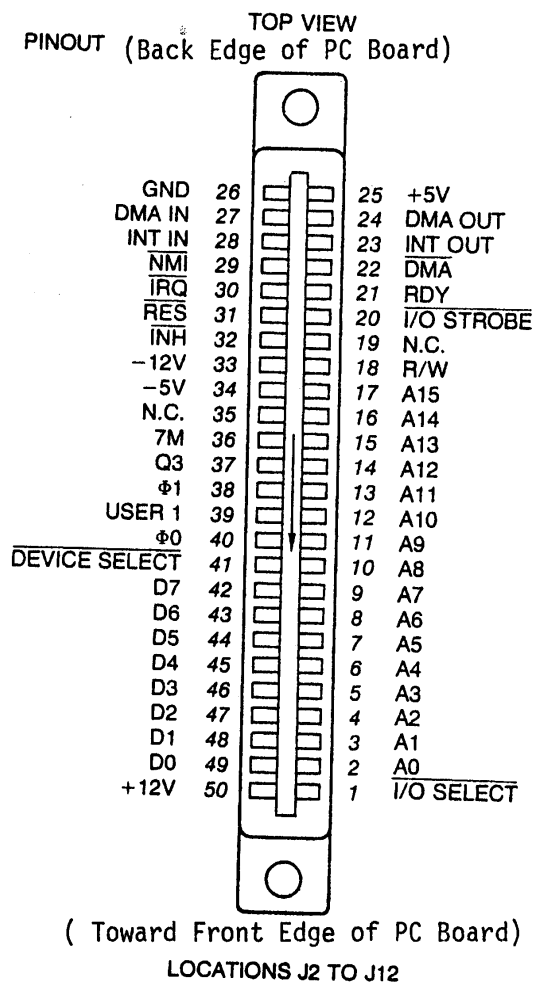 TOP VIEW
PINOUT (Back Edge of PC Board)
GND 26 25 +5V
DMA IN 27 24 DMA OUT
INT IN 28 23 INT OUT
NMI 29 22 DMA
IRQ 30 21 RDY
RES 31 20 I/O STROBE
INH 32 19 N.C.
−12V 33 18 R/W
−5V 34 17 A15
N.C. 35 16 A14
7M 36 15 A13
Q3 37 14 A12
Φ1 38 13 A11
USER 1 39 12 A10
Φ0 40 11 A9
DEVICE SELECT 41 10 A8
D7 42 9 A7
D6 43 8 A6
D5 44 7 A5
D4 45 6 A4
D3 46 5 A3
D2 47 4 A2
D1 48 3 A1
D0 49 2 A0
+12V 50 1 I/O SELECT
( Toward Front Edge of PC Board)
LOCATIONS J2 TO J12